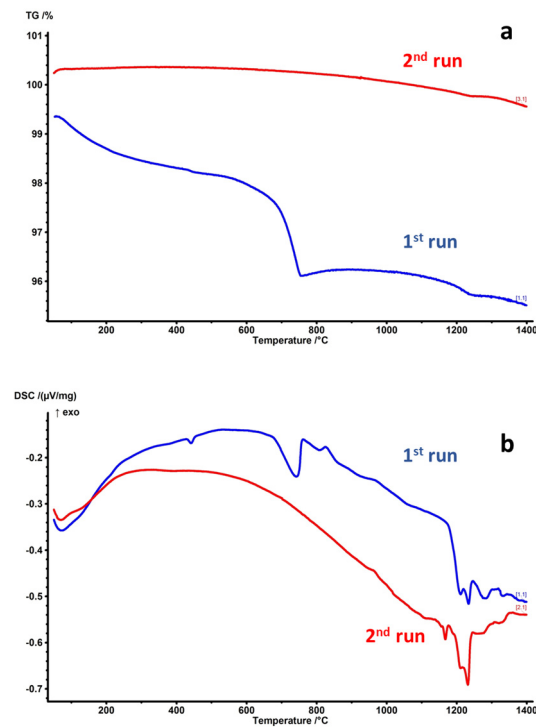 TG /%
a
101
2nd run
100
[3.1]
99
98
97
1st run
96
[1.1]
200 400 600 800 1000 1200 1400
Temperature /°C
DSC /(µV/mg)
↑ exo
b
-0.2
1st run
-0.3
-0.4
-0.5
[1.1]
[2.1]
-0.6
2nd run
-0.7
200 400 600 800 1000 1200 1400
Temperature /°C